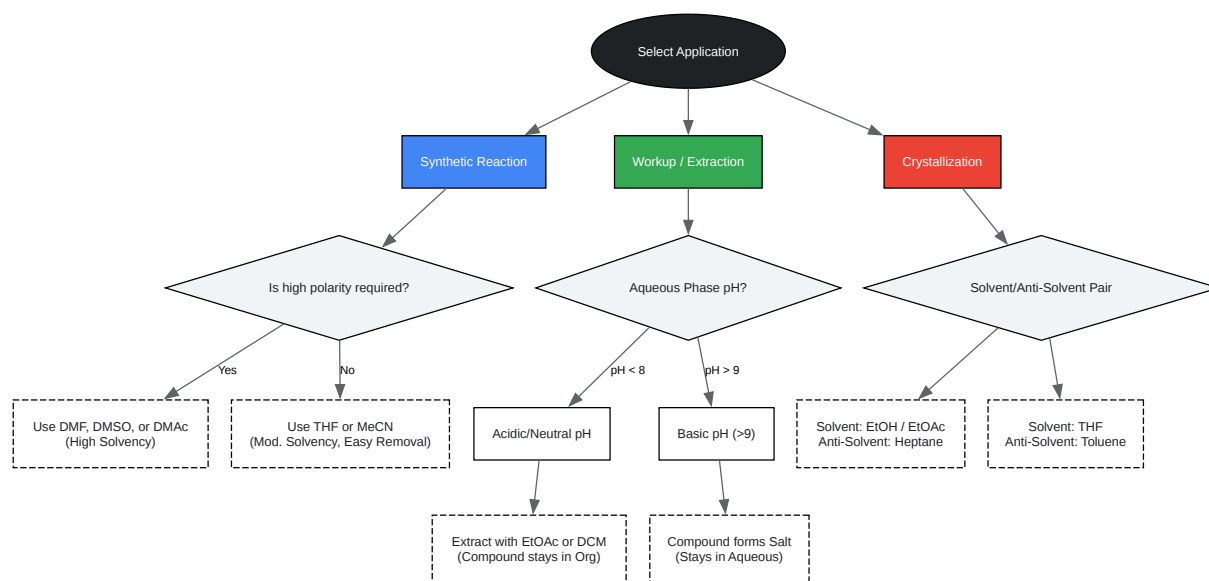 Select Application
Synthetic Reaction
Workup / Extraction
Crystallization
Is high polarity required?
Aqueous Phase pH?
Solvent/Anti-Solvent Pair
Yes
No
pH < 8
pH > 9
Use DMF, DMSO, or DMAc
(High Solvency)
Use THF or MeCN
(Mod. Solvency, Easy Removal)
Acidic/Neutral pH
Basic pH (>9)
Solvent: EtOH / EtOAc
Anti-Solvent: Heptane
Solvent: THF
Anti-Solvent: Toluene
Extract with EtOAc or DCM
(Compound stays in Org)
Compound forms Salt
(Stays in Aqueous)